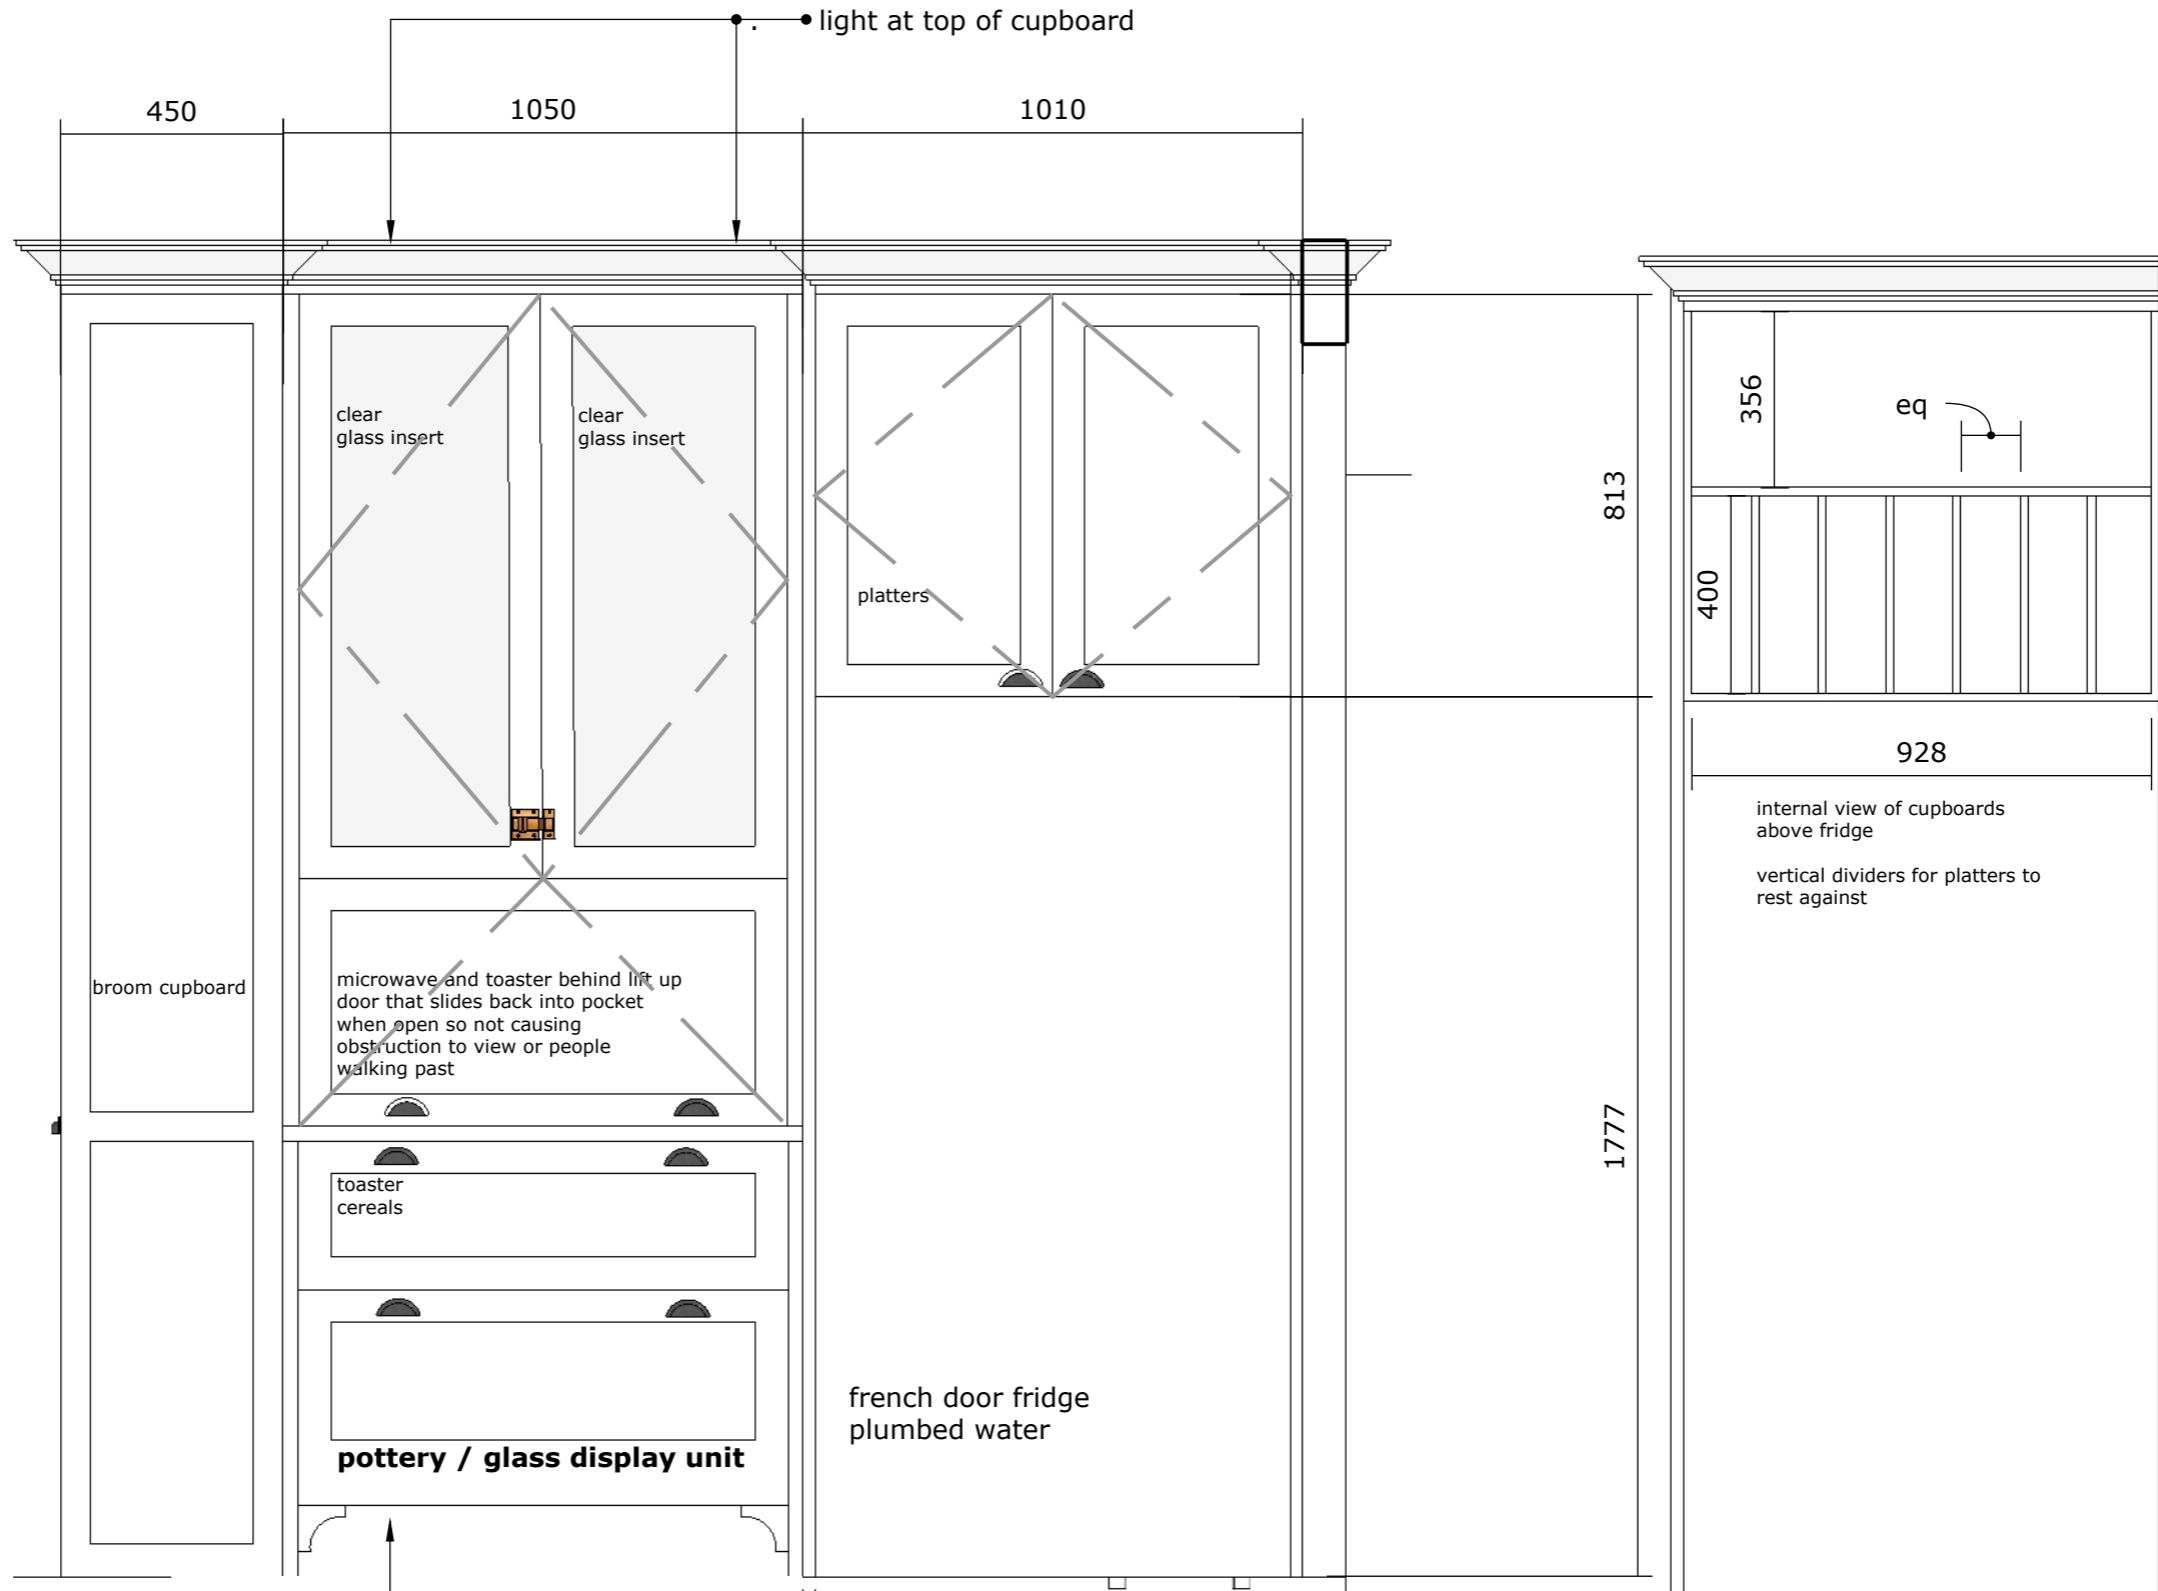 light at top of cupboard
450
1050
1010
clear
glass insert
clear
glass insert
platters
813
356
eq
400
928
internal view of cupboards
above fridge
vertical dividers for platters to
rest against
broom cupboard
microwave and toaster behind lift up
door that slides back into pocket
when open so not causing
obstruction to view or people
walking past
1777
toaster
cereals
french door fridge
plumbed water
pottery / glass display unit